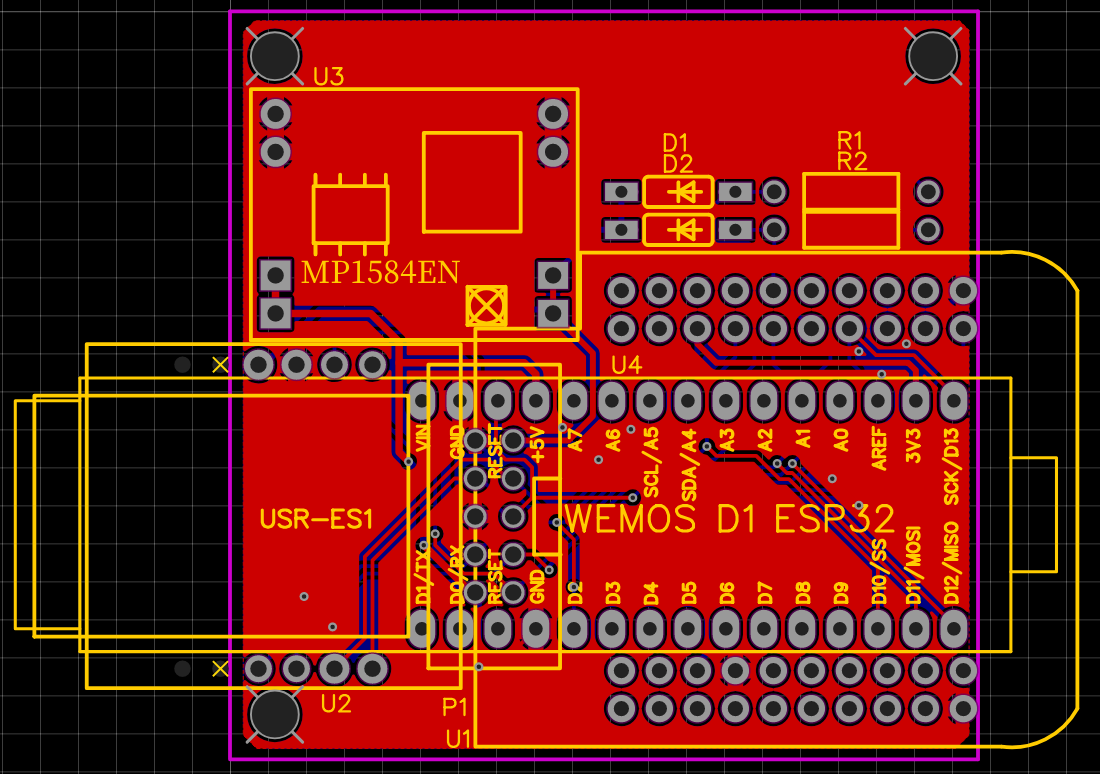 U3
D1
D2
R1
R2
MP1584EN
U4
VIN
GND
RESET
+5V
A7
A6
SCL/A5
SDA/A4
A3
A2
A1
A0
AREF
3V3
SCK/D13
USR-ES1
WEMOS D1 ESP32
D1/TX
D0/RX
RESET
GND
D2
D3
D4
D5
D6
D7
D8
D9
D10/SS
D11/MOSI
D12/MISO
U2
P1
U1